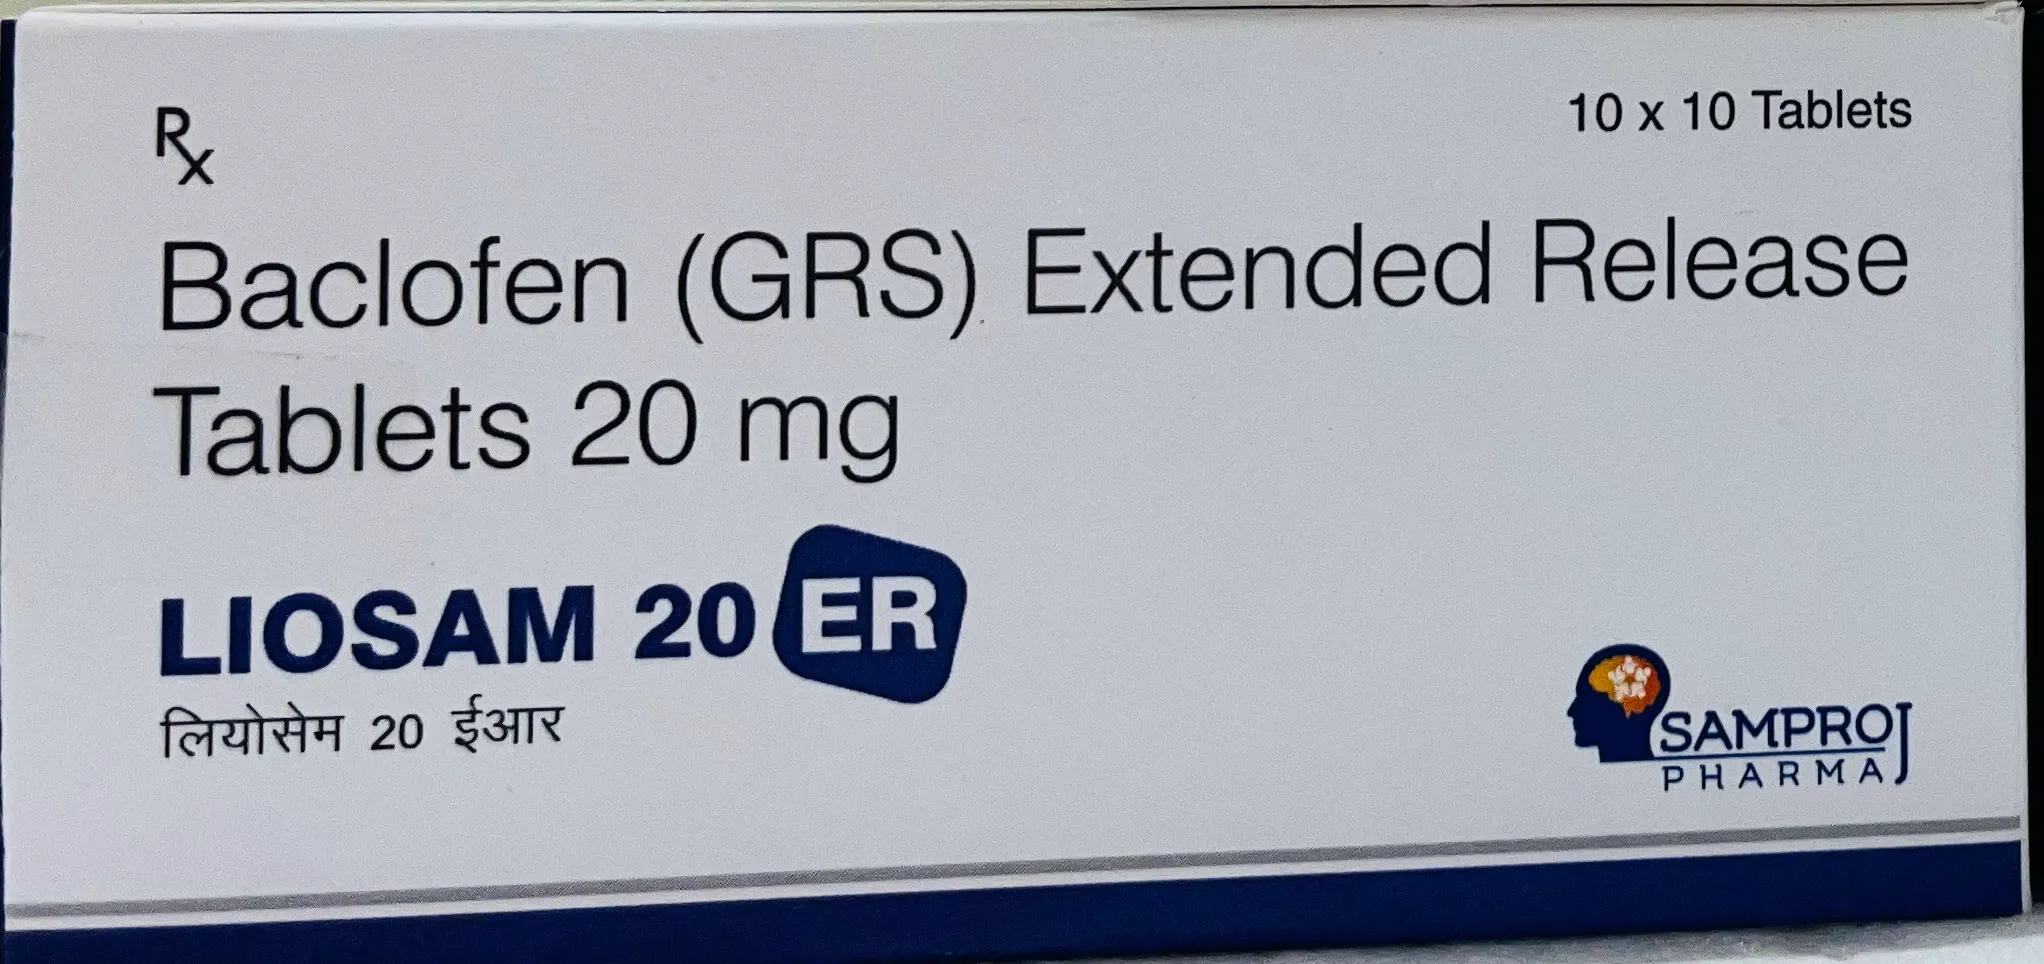 Rx
10 x 10 Tablets
Baclofen (GRS) Extended Release
Tablets 20 mg
LIOSAM 20 ER
लियोसेम 20 ईआर
SAMPROJ
PHARMA